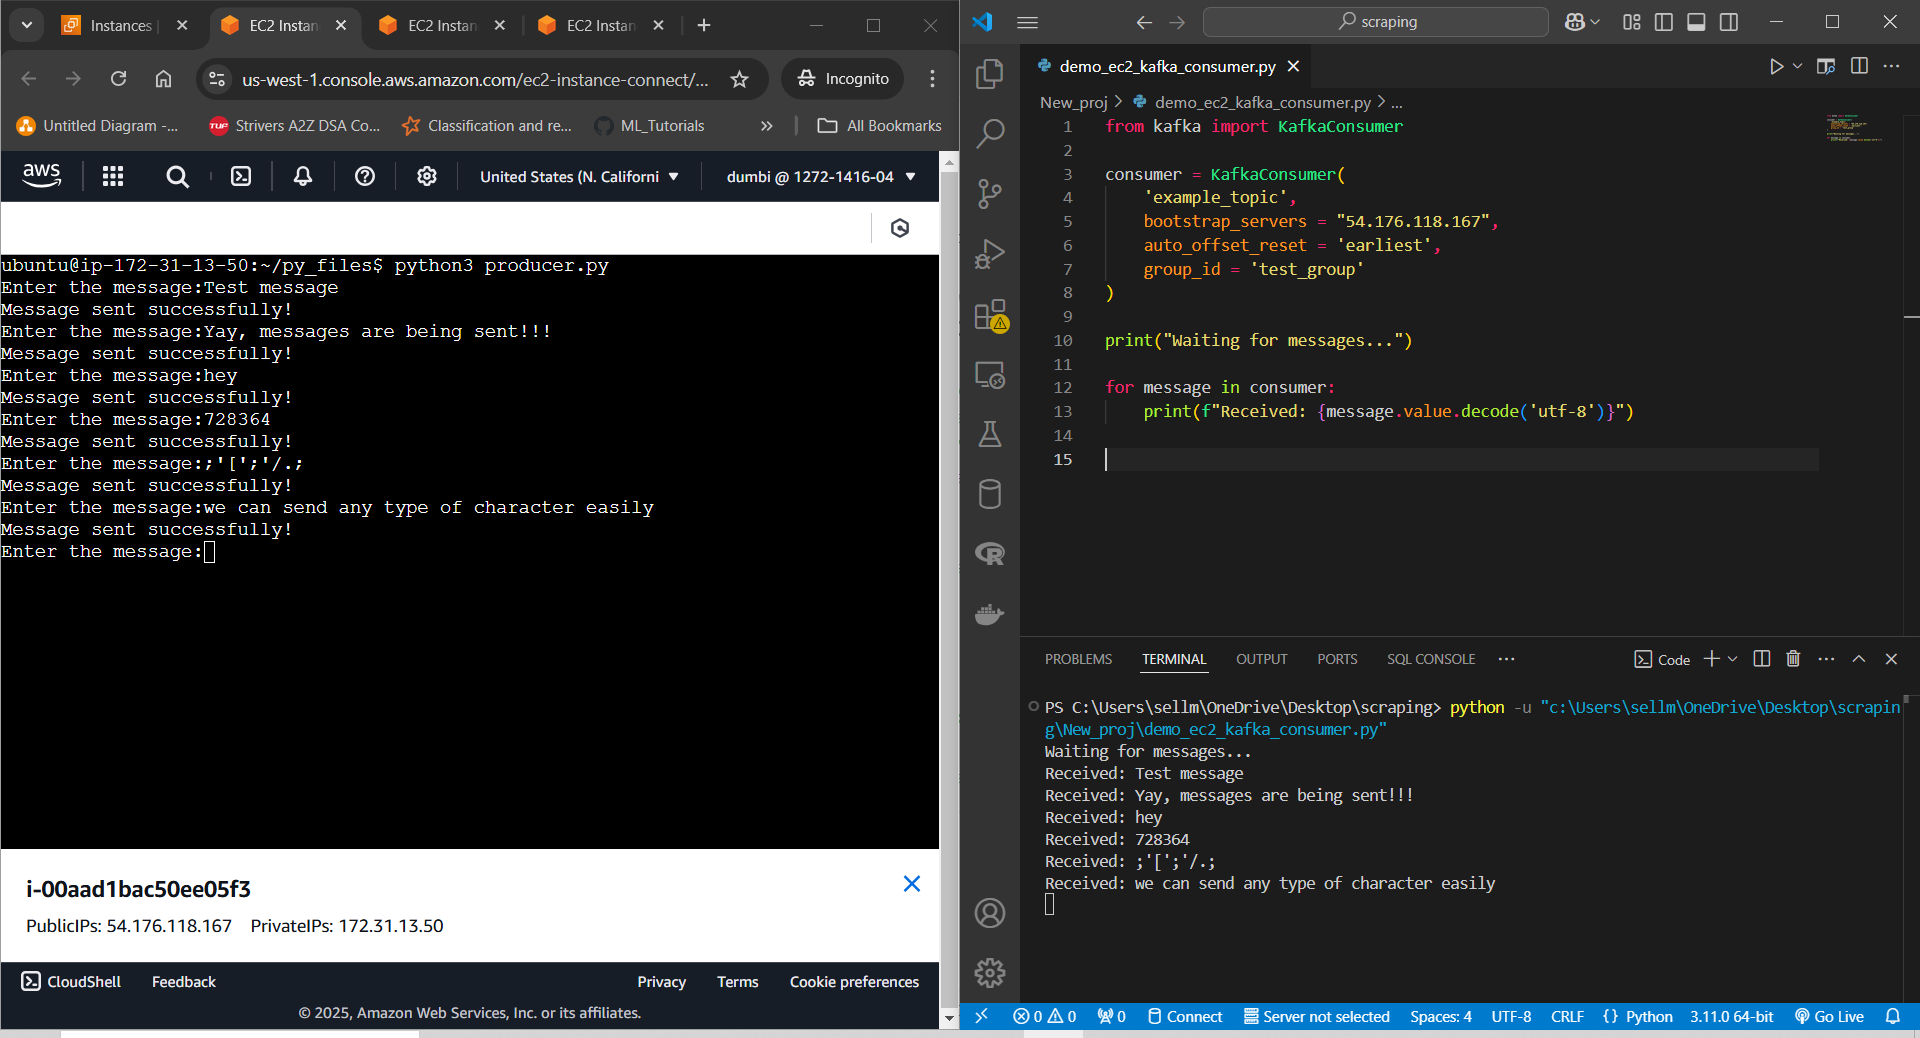 Instances
EC2 Instan
EC2 Instan
EC2 Instan
us-west-1.console.aws.amazon.com/ec2-instance-connect/...
Incognito
Untitled Diagram -...
Strivers A2Z DSA Co...
Classification and re...
ML_Tutorials
All Bookmarks
aws
United States (N. Californi
dumbi @ 1272-1416-04
ubuntu@ip-172-31-13-50:~/py_files$ python3 producer.py
Enter the message:Test message
Message sent successfully!
Enter the message:Yay, messages are being sent!!!
Message sent successfully!
Enter the message:hey
Message sent successfully!
Enter the message:728364
Message sent successfully!
Enter the message:;'[';'/.;
Message sent successfully!
Enter the message:we can send any type of character easily
Message sent successfully!
Enter the message:
i-00aad1bac50ee05f3
PublicIPs: 54.176.118.167 PrivateIPs: 172.31.13.50
CloudShell Feedback Privacy Terms Cookie preferences
© 2025, Amazon Web Services, Inc. or its affiliates.
scraping
demo_ec2_kafka_consumer.py
New_proj > demo_ec2_kafka_consumer.py > ...
1 from kafka import KafkaConsumer
2
3 consumer = KafkaConsumer(
4 'example_topic',
5 bootstrap_servers = "54.176.118.167",
6 auto_offset_reset = 'earliest',
7 group_id = 'test_group'
8 )
9
10 print("Waiting for messages...")
11
12 for message in consumer:
13 print(f"Received: {message.value.decode('utf-8')}")
14
15
PROBLEMS TERMINAL OUTPUT PORTS SQL CONSOLE ... Code
PS C:\Users\sellm\OneDrive\Desktop\scraping> python -u "c:\Users\sellm\OneDrive\Desktop\scrapin
g\New_proj\demo_ec2_kafka_consumer.py"
Waiting for messages...
Received: Test message
Received: Yay, messages are being sent!!!
Received: hey
Received: 728364
Received: ;'[';'/.;
Received: we can send any type of character easily
0 0 0 Connect Server not selected Spaces: 4 UTF-8 CRLF {} Python 3.11.0 64-bit Go Live